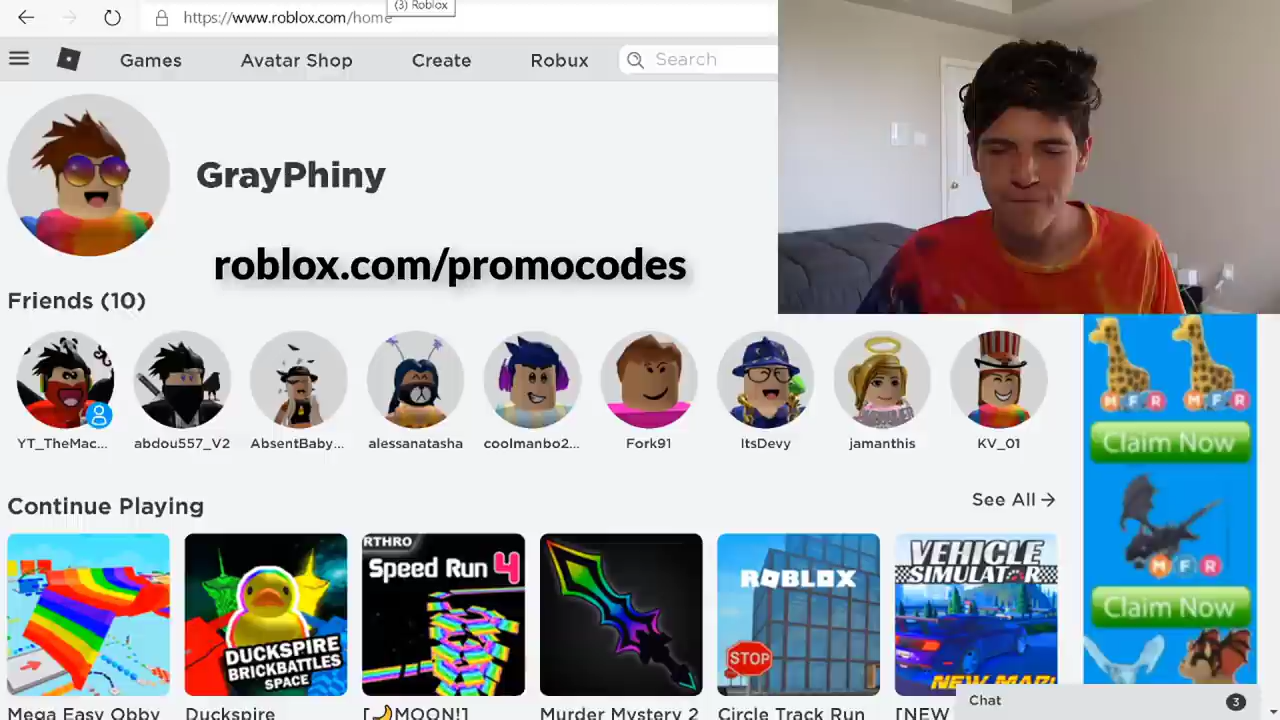 (3) Roblox
https://www.roblox.com/home
Games
Avatar Shop
Create
Robux
Search
GrayPhiny
roblox.com/promocodes
Friends (10)
YT_TheMac...
abdou557_V2
AbsentBaby...
alessanatasha
coolmanbo2...
Fork91
ItsDevy
jamanthis
KV_01
M F R
M F R
Claim Now
M F R
Claim Now
Continue Playing
See All →
DUCKSPIRE
BRICKBATTLES
SPACE
RTHRO
Speed Run 4
ROBLOX
STOP
VEHICLE
SIMULATOR
NEW MAP!
Mega Easy Obby
Duckspire
[🌙MOON!]
Murder Mystery 2
Circle Track Run
[NEW
Chat
3